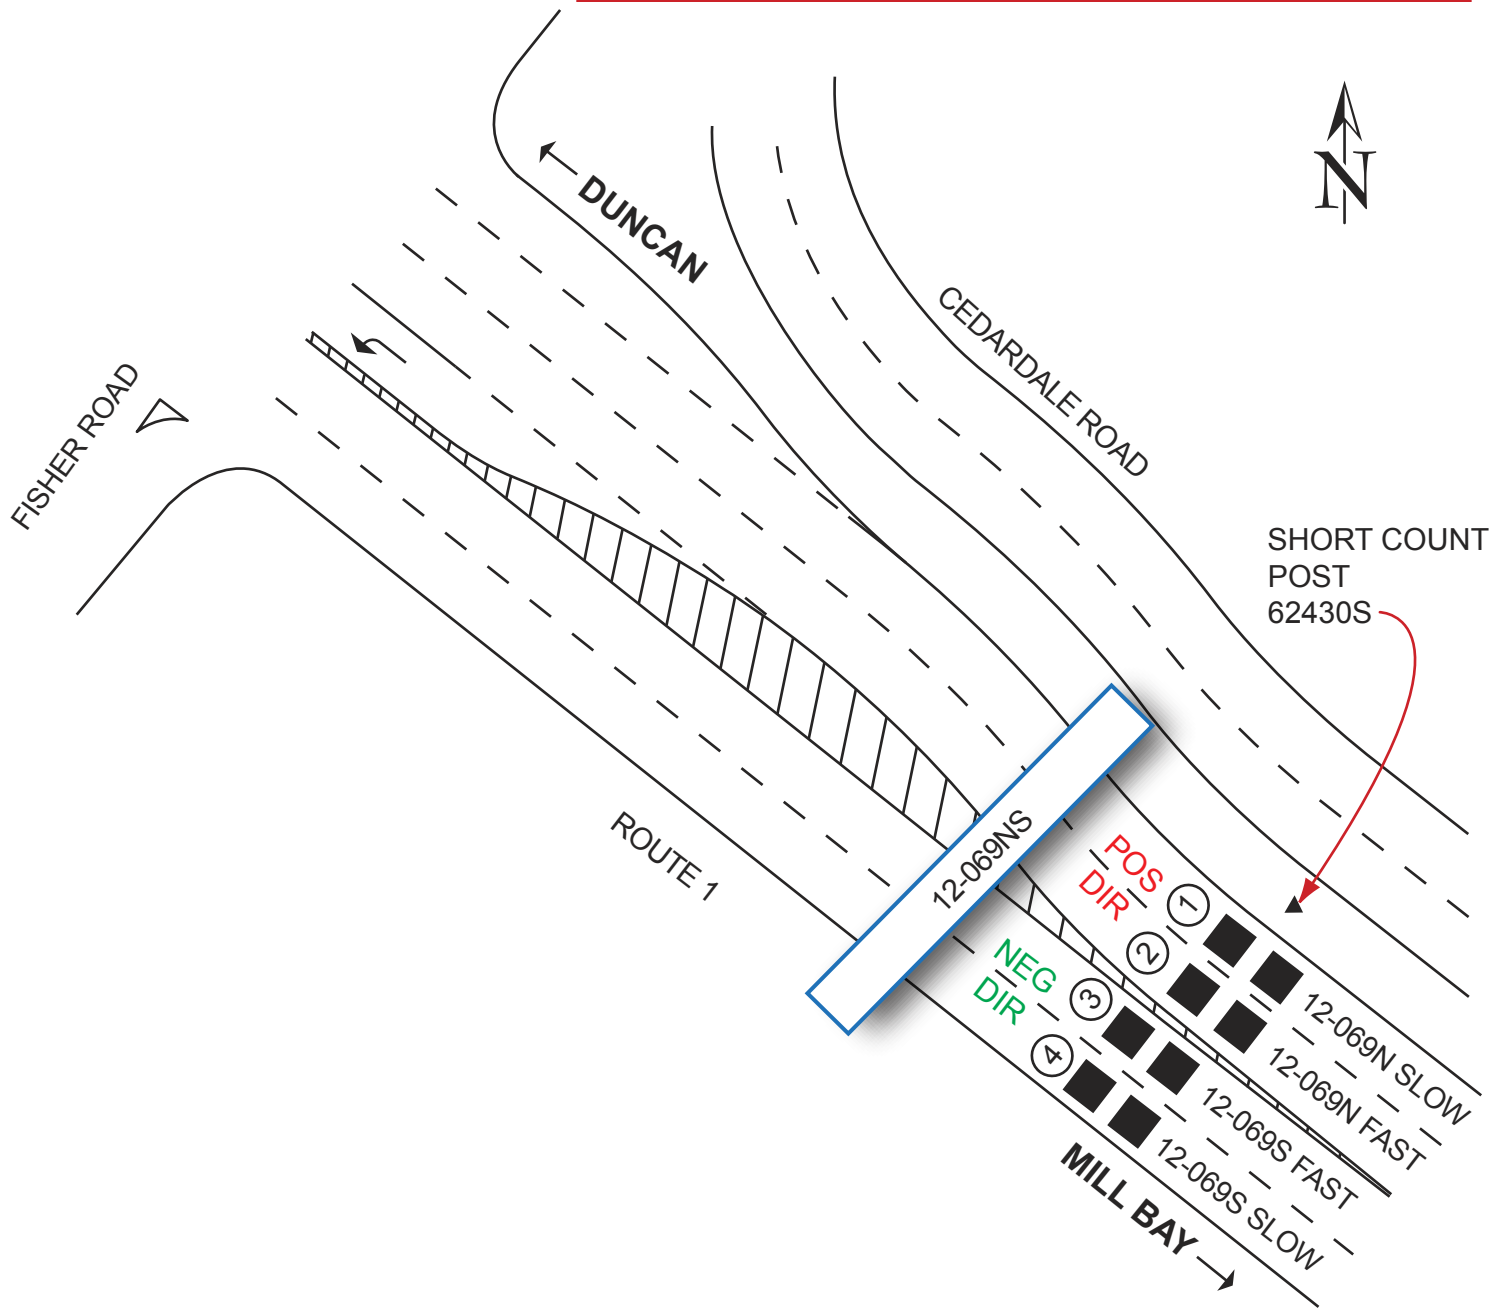 DUNCAN
N
CEDARDALE ROAD
FISHER ROAD
SHORT COUNT
POST
62430S
ROUTE 1
12-069NS
POS
DIR
1
2
NEG
DIR
3
4
12-069N SLOW
12-069N FAST
12-069S FAST
12-069S SLOW
MILL BAY